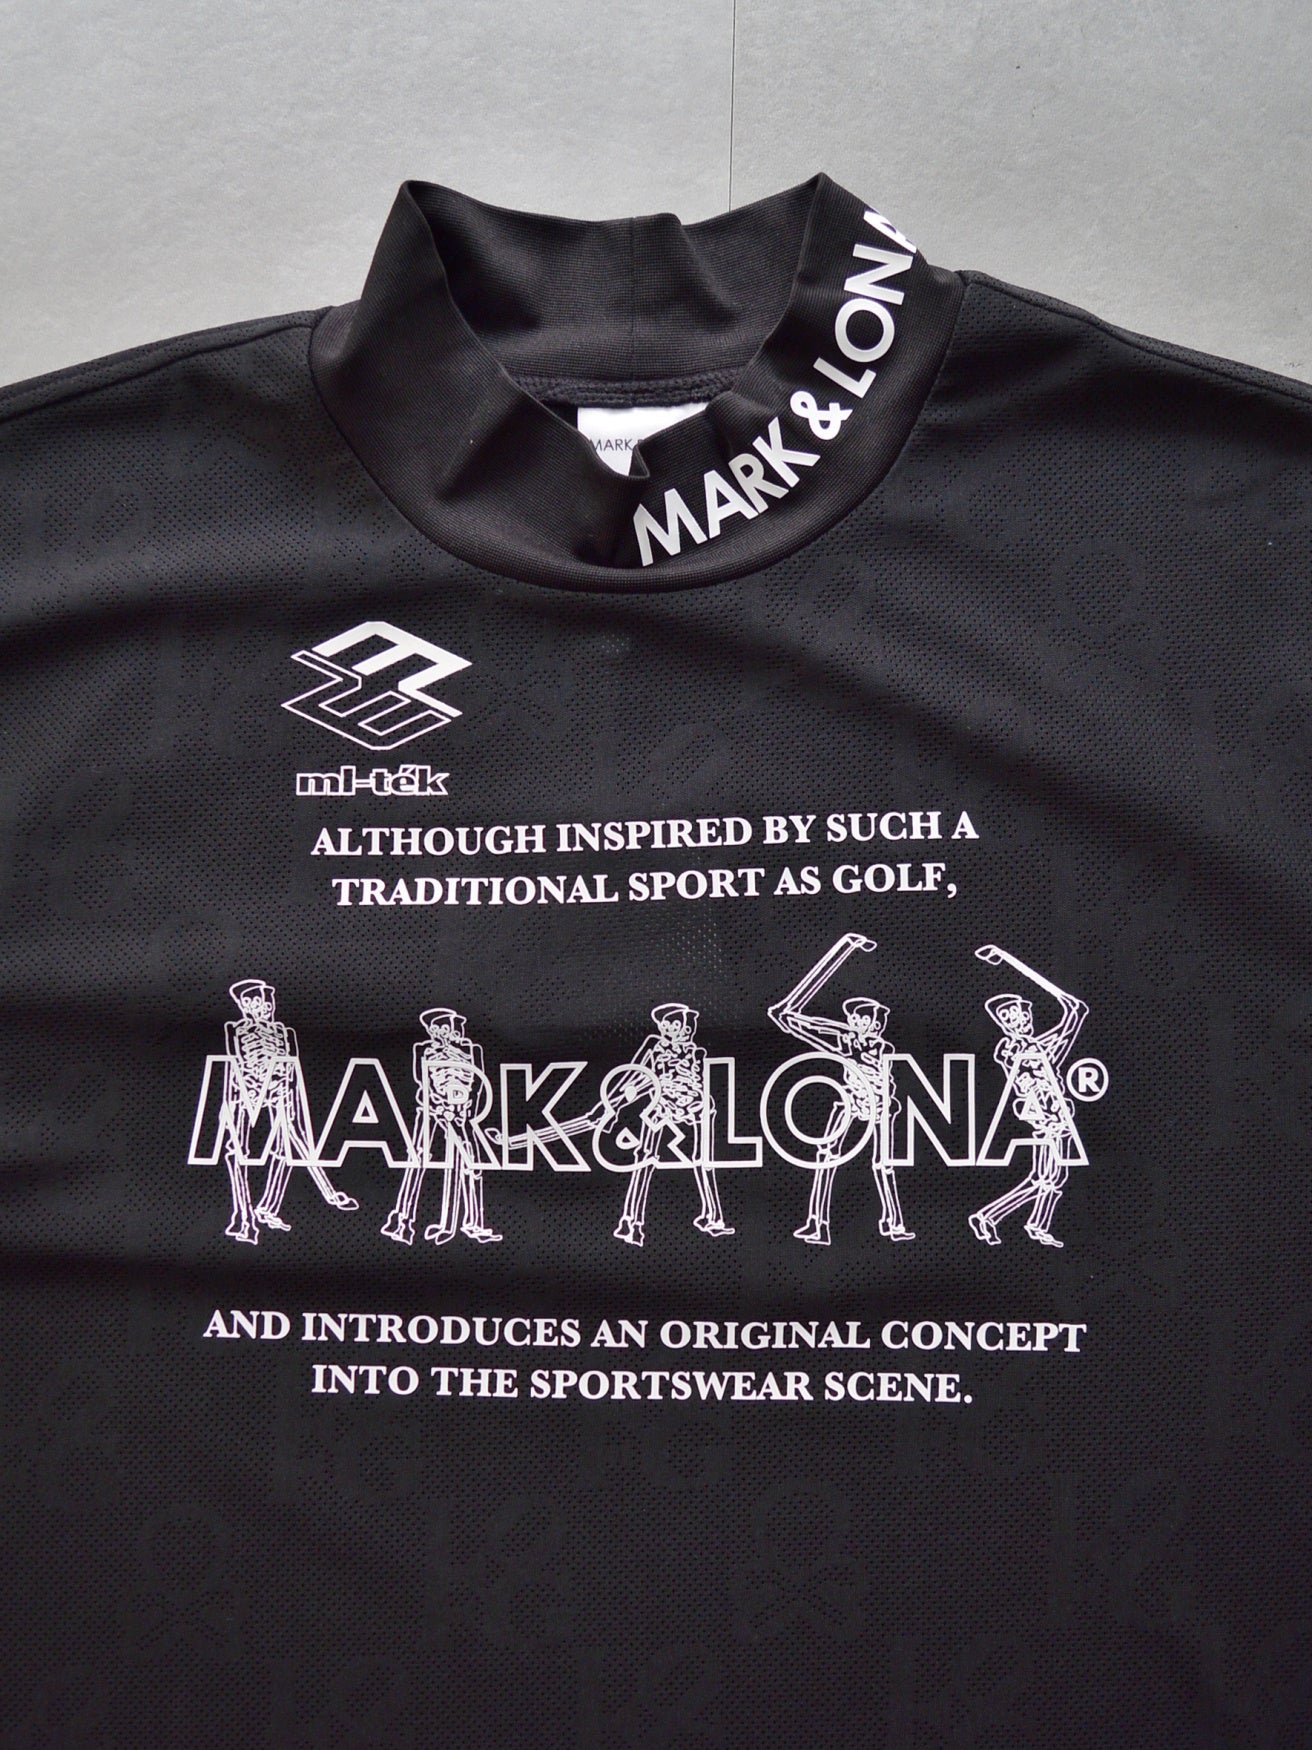 MARK & LONA
MARK
ml-ték
ALTHOUGH INSPIRED BY SUCH A
TRADITIONAL SPORT AS GOLF,
MARK&LONA®
AND INTRODUCES AN ORIGINAL CONCEPT
INTO THE SPORTSWEAR SCENE.